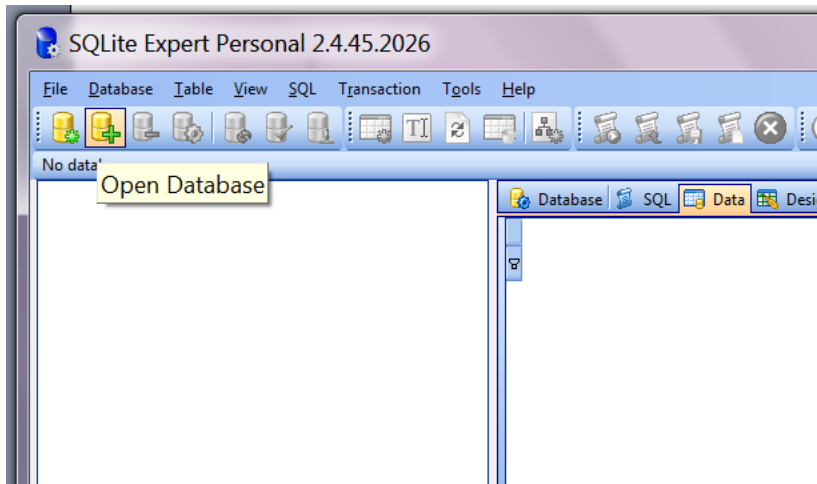 SQLite Expert Personal 2.4.45.2026
File Database Table View SQL Transaction Tools Help
No data
Open Database
Database SQL Data Desi